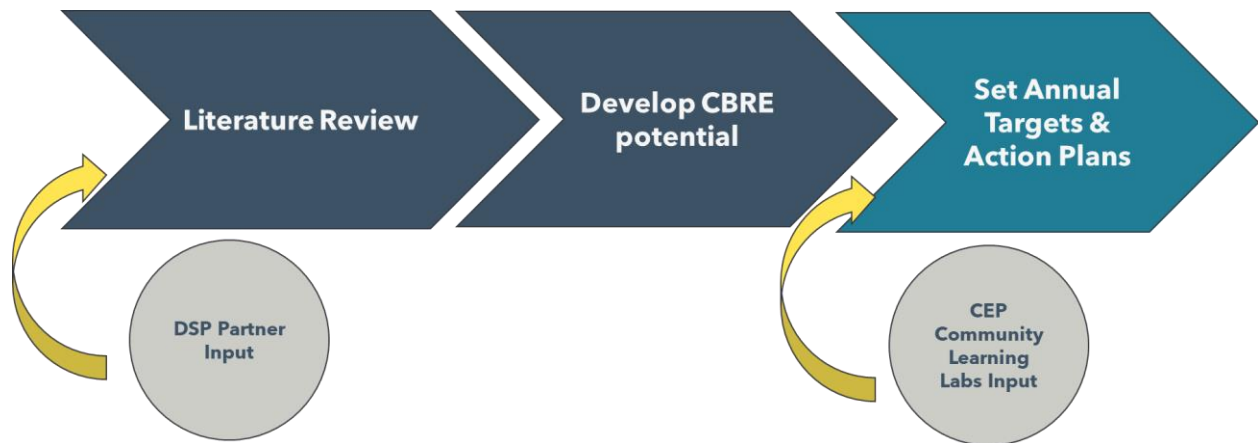 Literature Review
Develop CBRE
potential
Set Annual
Targets &
Action Plans
DSP Partner
Input
CEP
Community
Learning
Labs Input